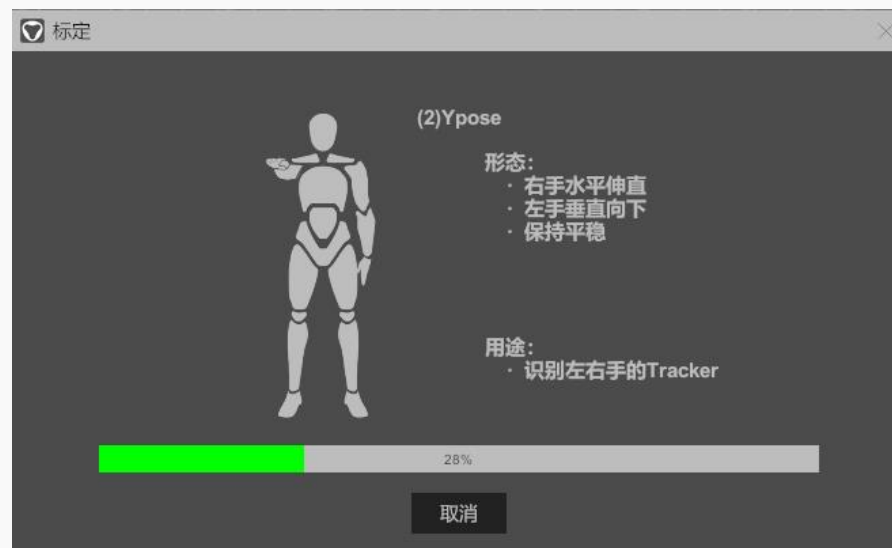 标定
(2)Ypose
形态：
· 右手水平伸直
· 左手垂直向下
· 保持平稳
用途：
· 识别左右手的Tracker
28%
取消